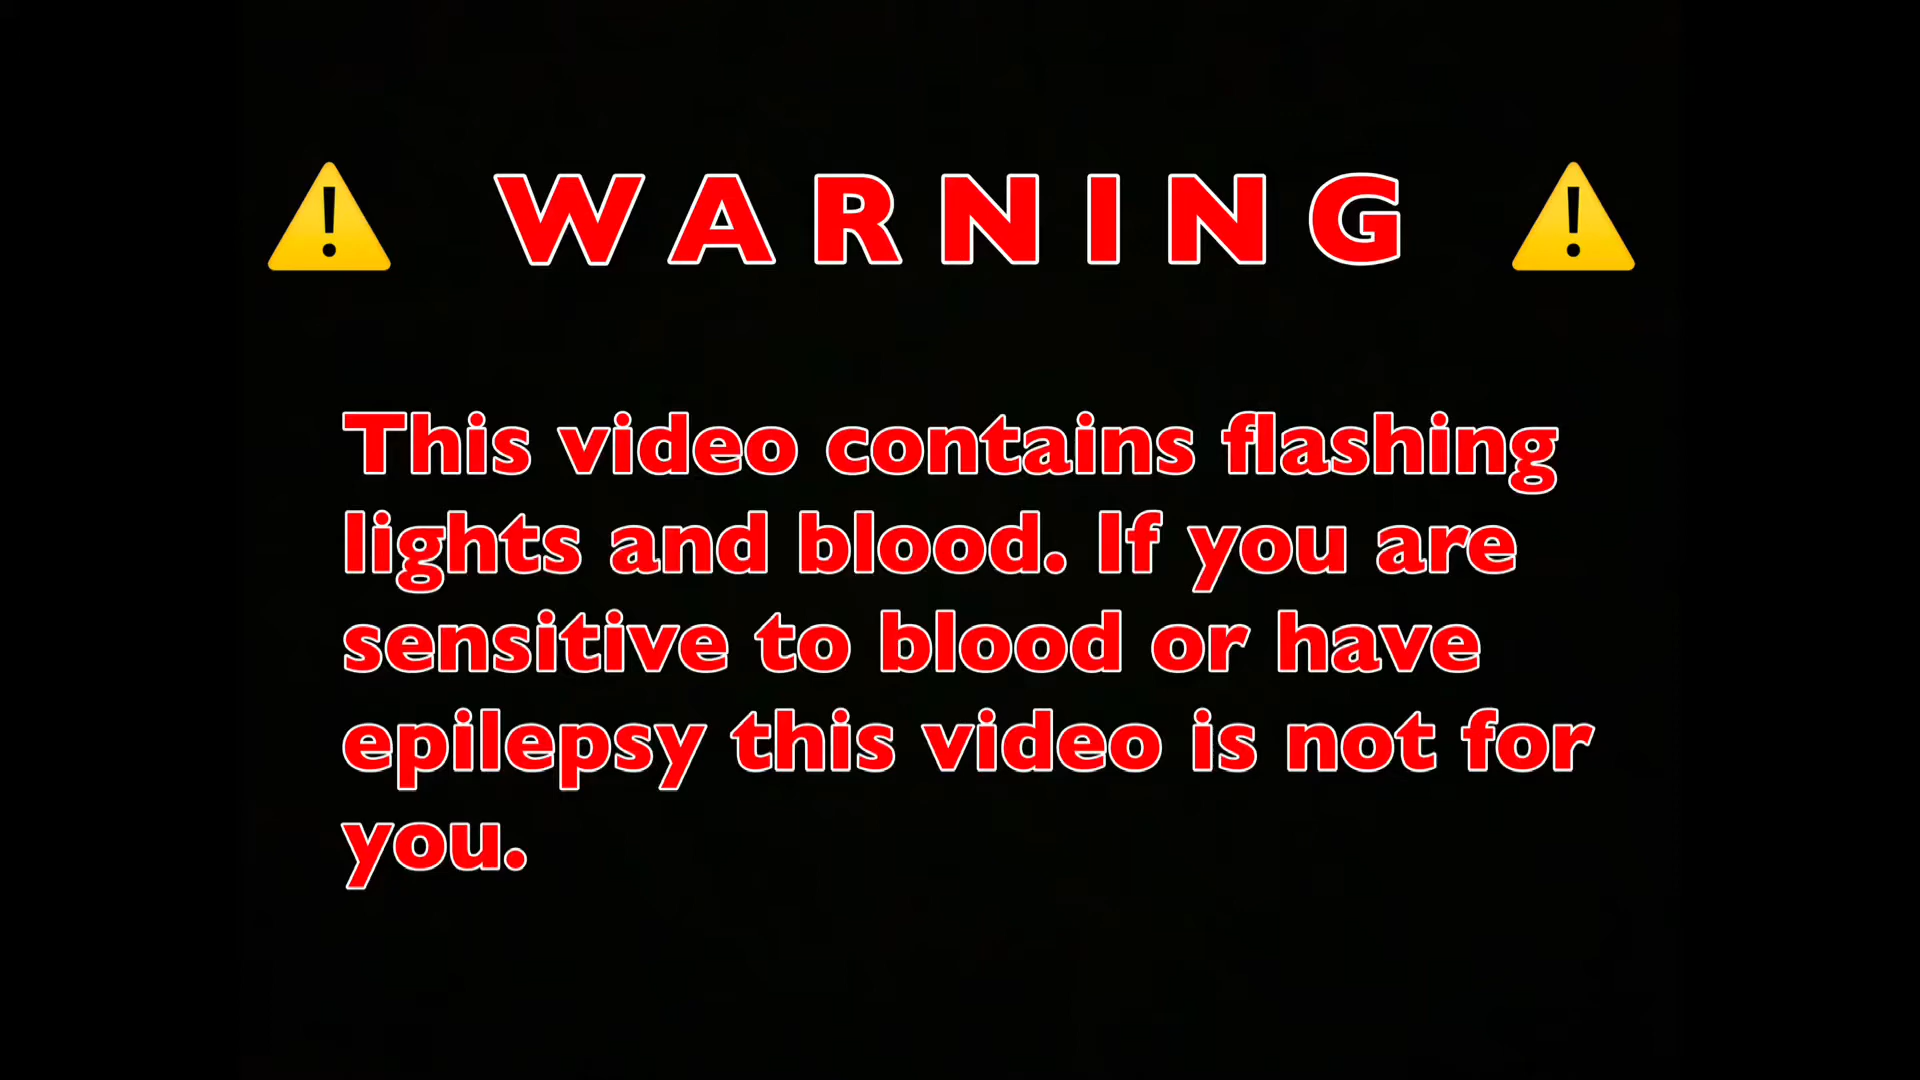 ⚠️ WARNING ⚠️
This video contains flashing
lights and blood. If you are
sensitive to blood or have
epilepsy this video is not for
you.